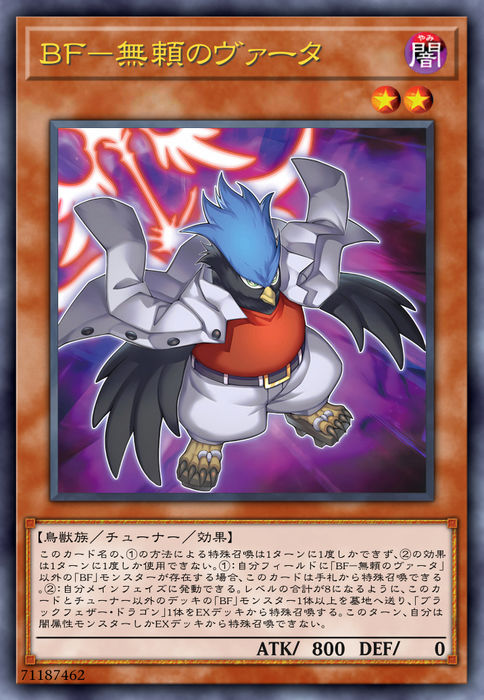 BF－無頼のヴァータ
やみ
闇
【鳥獣族／チューナー／効果】
このカード名の、①の方法による特殊召喚は1ターンに1度しかできず、②の効果
は1ターンに1度しか使用できない。①：自分フィールドに「BF－無頼のヴァータ」
以外の「BF」モンスターが存在する場合、このカードは手札から特殊召喚できる
。②：自分メインフェイズに発動できる。レベルの合計が8になるように、このカ
ードとチューナー以外のデッキの「BF」モンスター1体以上を墓地へ送り、「ブラ
ックフェザー・ドラゴン」1体をEXデッキから特殊召喚する。このターン、自分は
闇属性モンスターしかEXデッキから特殊召喚できない。
ATK/ 800 DEF/ 0
71187462